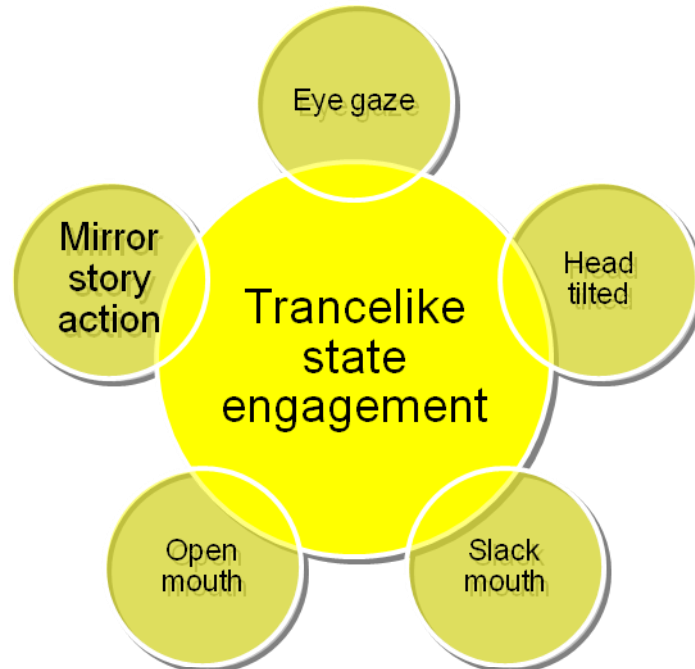 Eye gaze
Mirror
story
action
Head
tilted
Trancelike
state
engagement
Open
mouth
Slack
mouth